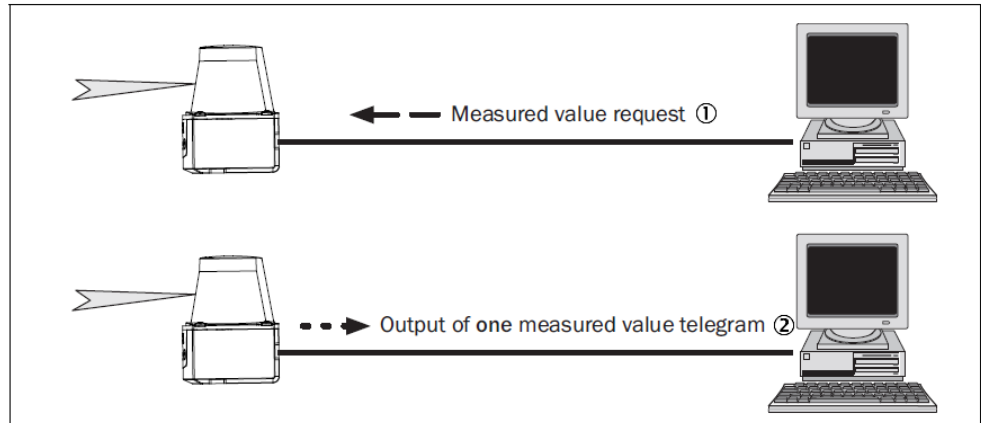 Measured value request ①
Output of one measured value telegram ②